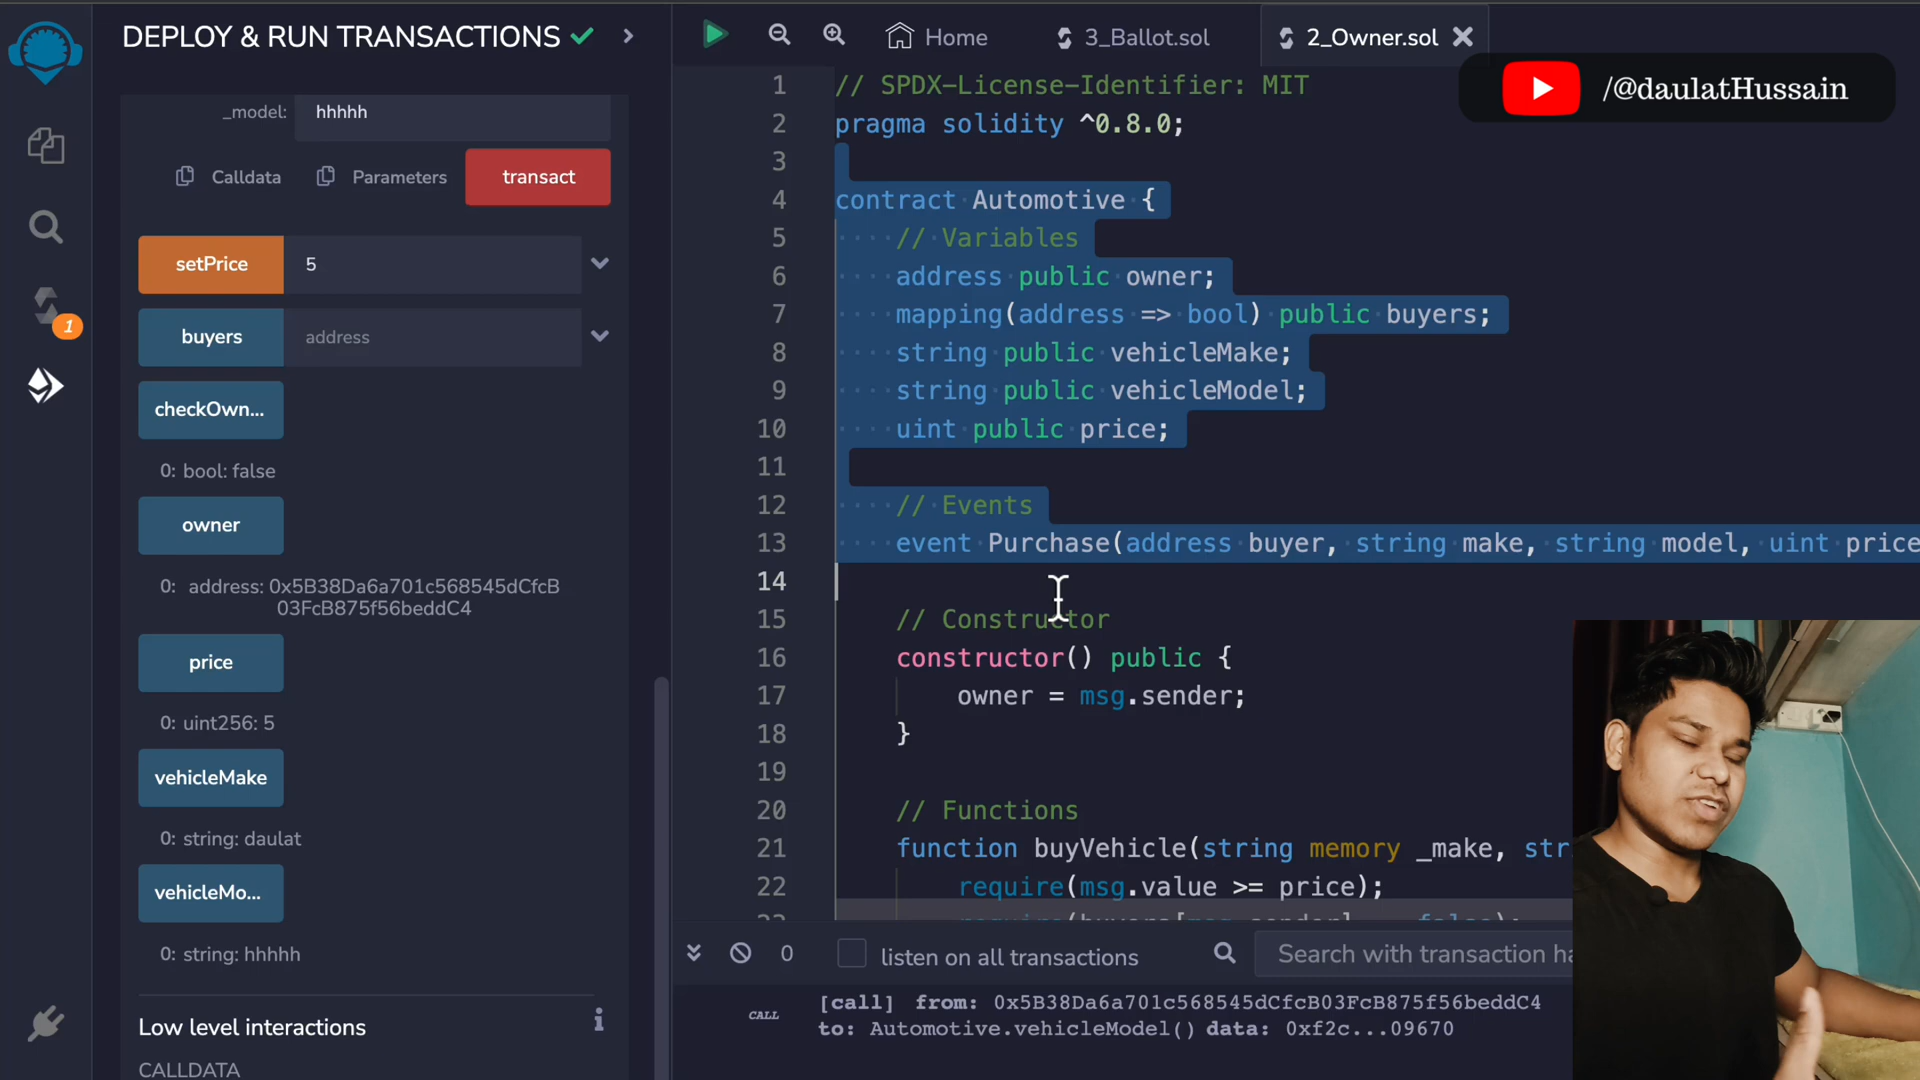 DEPLOY & RUN TRANSACTIONS
_model: hhhhh
Calldata Parameters transact
setPrice 5
buyers address
checkOwn...
0: bool: false
owner
0: address: 0x5B38Da6a701c568545dCfcB
03FcB875f56beddC4
price
0: uint256: 5
vehicleMake
0: string: daulat
vehicleMo...
0: string: hhhhh
Low level interactions
i
CALLDATA
1
Home 3_Ballot.sol 2_Owner.sol
/@daulatHussain
1 // SPDX-License-Identifier: MIT
2 pragma solidity ^0.8.0;
3
4 contract Automotive {
5 // Variables
6 address public owner;
7 mapping(address => bool) public buyers;
8 string public vehicleMake;
9 string public vehicleModel;
10 uint public price;
11
12 // Events
13 event Purchase(address buyer, string make, string model, uint price
14
15 // Constructor
16 constructor() public {
17 owner = msg.sender;
18 }
19
20 // Functions
21 function buyVehicle(string memory _make, str
22 require(msg.value >= price);
0 listen on all transactions Search with transaction ha
CALL [call] from: 0x5B38Da6a701c568545dCfcB03FcB875f56beddC4
to: Automotive.vehicleModel() data: 0xf2c...09670